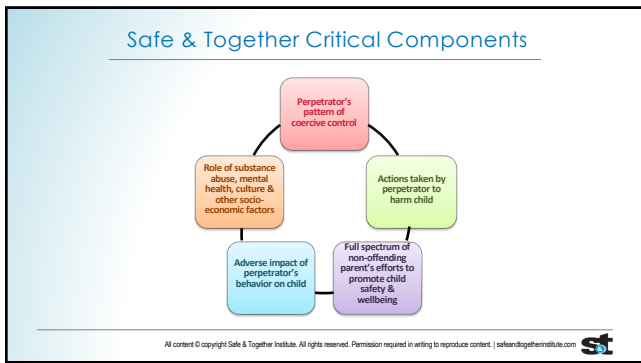 Safe & Together Critical Components
Perpetrator's
pattern of
coercive control
Role of substance
abuse, mental
health, culture &
other socio-
economic factors
Actions taken by
perpetrator to
harm child
Adverse impact of
perpetrator's
behavior on child
Full spectrum of
non-offending
parent's efforts to
promote child
safety &
wellbeing
All content © copyright Safe & Together Institute. All rights reserved. Permission required in writing to reproduce content. | safeandtogetherinstitute.com
s&t